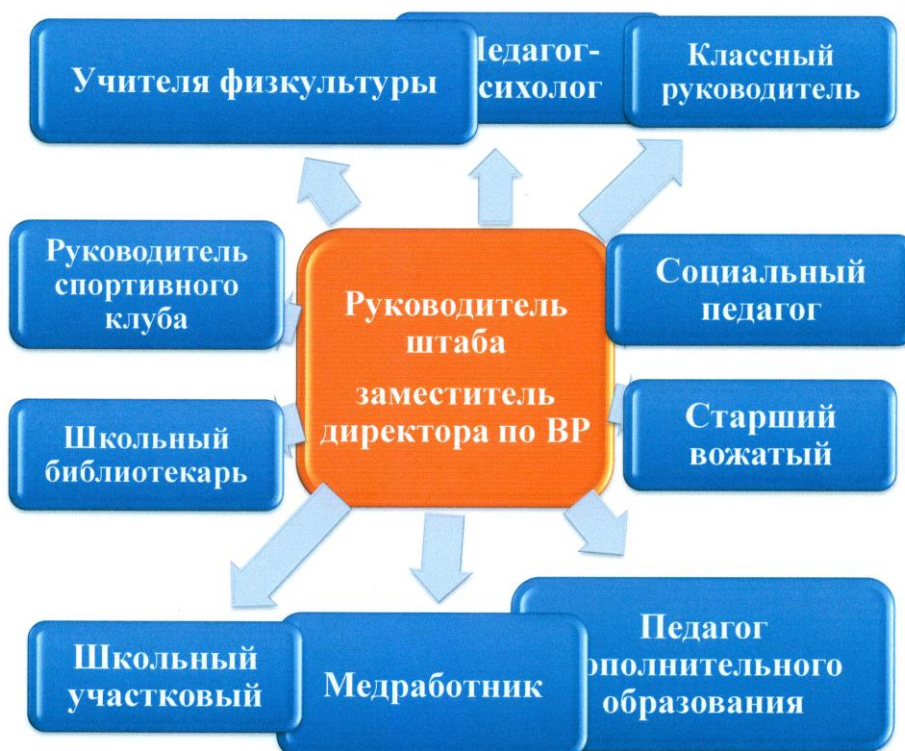 Учителя физкультуры
Педагог-
сихолог
Классный
руководитель
Руководитель
спортивного
клуба
Руководитель
штаба
заместитель
директора по ВР
Социальный
педагог
Школьный
библиотекарь
Старший
вожатый
Школьный
участковый
Медработник
Педагог
ополнительного
образования